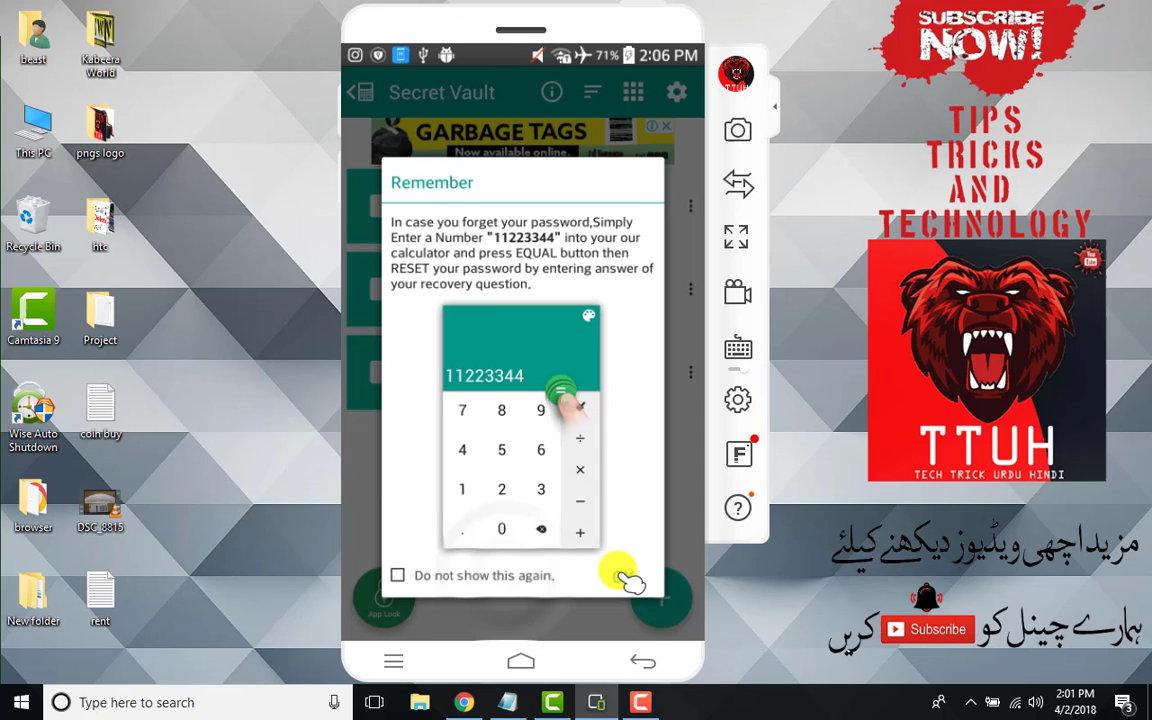 beast
Kabeera
World
This PC
pngs logo
Recycle Bin
htc
Camtasia 9
Project
Wise Auto
Shutdown
coin buy
browser
DSC_8815
New folder
rent
71%
2:06 PM
Secret Vault
GARBAGE TAGS
Now available online.
Remember
In case you forget your password,Simply
Enter a Number "11223344" into your our
calculator and press EQUAL button then
RESET your password by entering answer of
your recovery question.
11223344
=
7 8 9
÷
4 5 6
×
1 2 3
−
. 0
+
Do not show this again.
App Lock
F
?
SUBSCRIBE
NOW!
TIPS
TRICKS
AND
TECHNOLOGY
You
Tube
TTUH
TECH TRICK URDU HINDI
مزید اچھی ویڈیوز دیکھنے کیلئے
ہمارے چینل کو Subscribe کریں
Type here to search
2:01 PM
4/2/2018
3